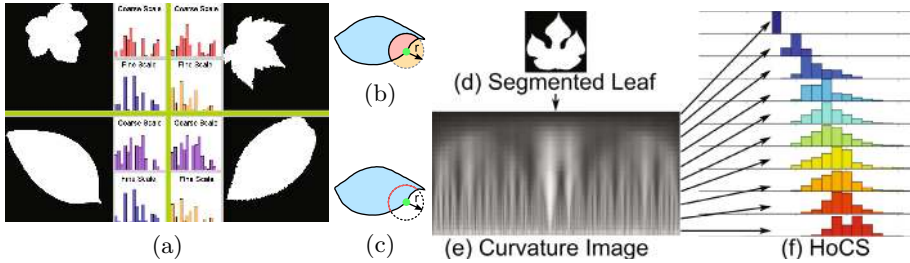 Coarse Scale Coarse Scale
Fine Scale Fine Scale
Coarse Scale Coarse Scale
Fine Scale Fine Scale
(a)
r
(b)
r
(c)
(d) Segmented Leaf
(e) Curvature Image
(f) HoCS